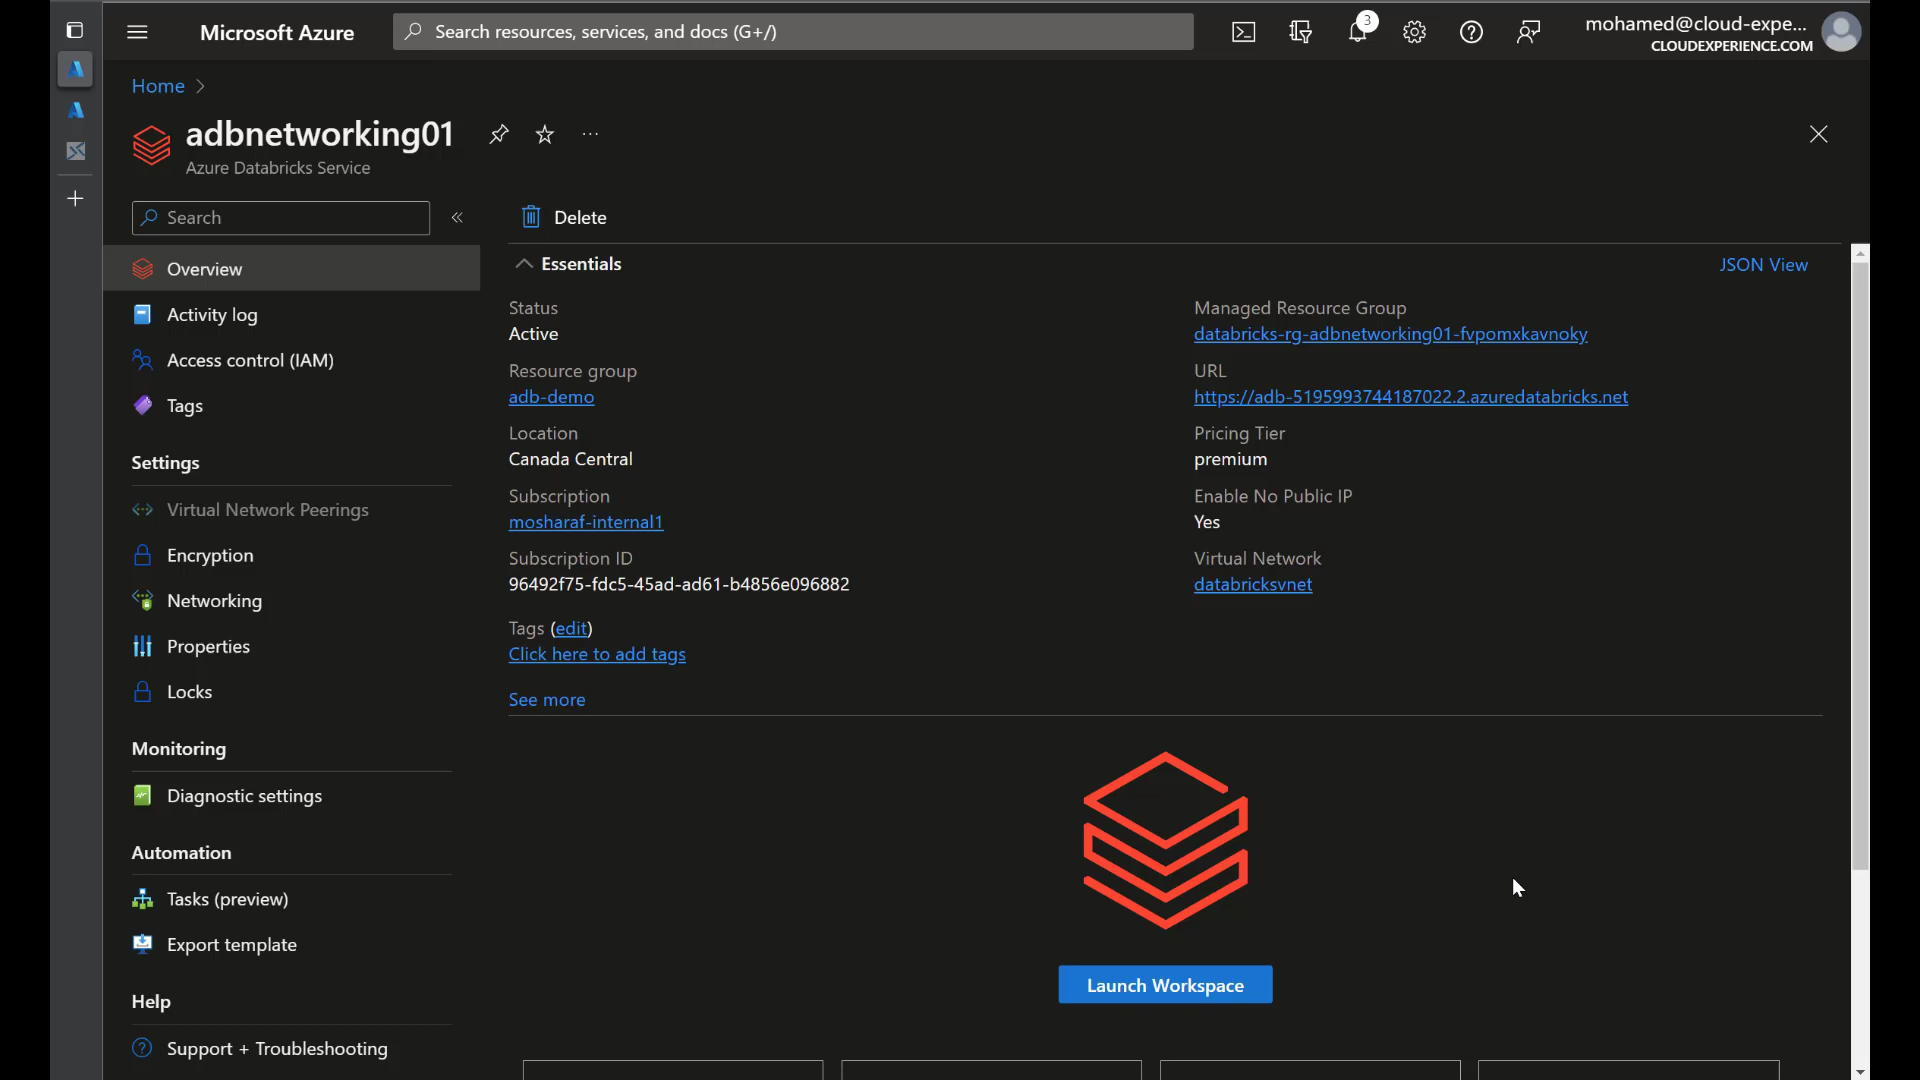 Microsoft Azure
Search resources, services, and docs (G+/)
3
mohamed@cloud-expe...
CLOUDEXPERIENCE.COM
Home
adbnetworking01
Azure Databricks Service
Search
Delete
Overview
Activity log
Access control (IAM)
Tags
Settings
Virtual Network Peerings
Encryption
Networking
Properties
Locks
Monitoring
Diagnostic settings
Automation
Tasks (preview)
Export template
Help
Support + Troubleshooting
Essentials
JSON View
Status
Active
Resource group
adb-demo
Location
Canada Central
Subscription
mosharaf-internal1
Subscription ID
96492f75-fdc5-45ad-ad61-b4856e096882
Tags (edit)
Click here to add tags
See more
Managed Resource Group
databricks-rg-adbnetworking01-fvpomxkavnoky
URL
https://adb-5195993744187022.2.azuredatabricks.net
Pricing Tier
premium
Enable No Public IP
Yes
Virtual Network
databricksvnet
Launch Workspace